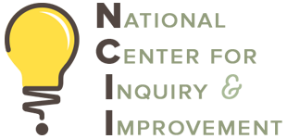 NATIONAL
CENTER FOR
INQUIRY &
IMPROVEMENT